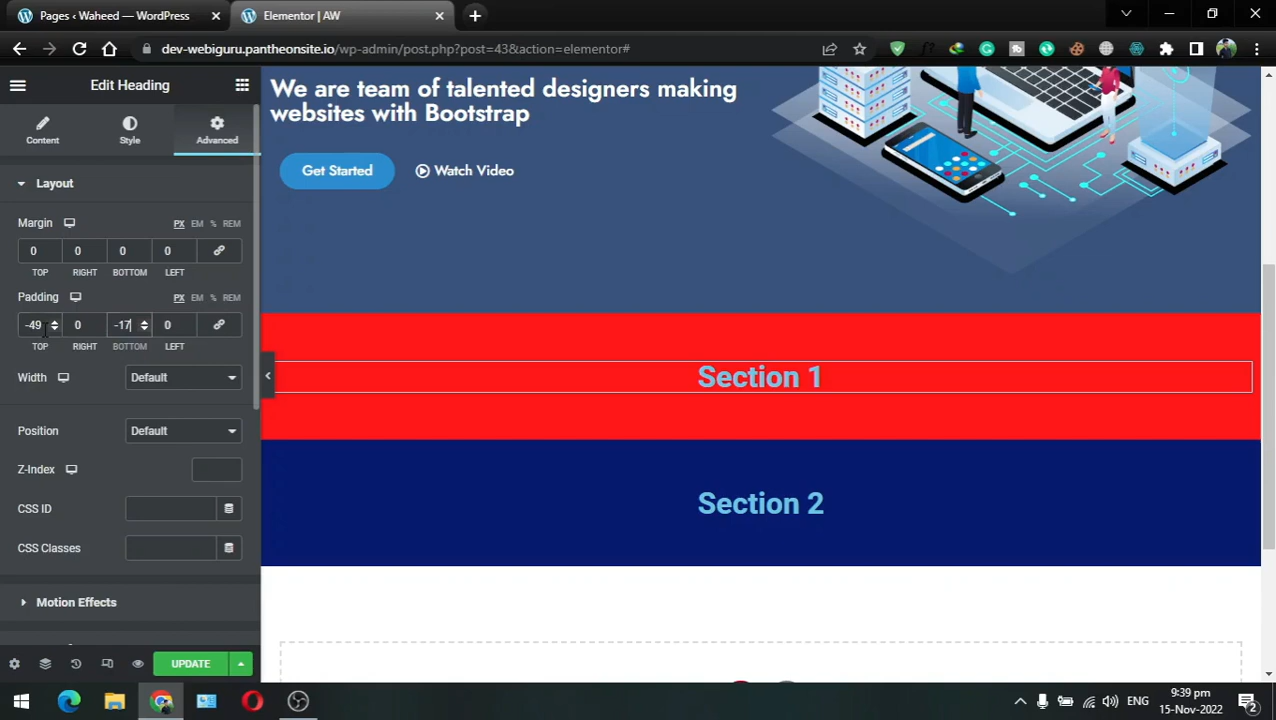 Pages ‹ Waheed — WordPress
Elementor | AW
dev-webiguru.pantheonsite.io/wp-admin/post.php?post=43&action=elementor#
f?
Edit Heading
Content
Style
Advanced
Layout
Margin
PX EM % REM
0 0 0 0
TOP RIGHT BOTTOM LEFT
Padding
PX EM % REM
-49 0 -17 0
TOP RIGHT BOTTOM LEFT
Width
Default
Position
Default
Z-Index
CSS ID
CSS Classes
Motion Effects
UPDATE
We are team of talented designers making
websites with Bootstrap
Get Started
Watch Video
Section 1
Section 2
ENG
9:39 pm
15-Nov-2022
2